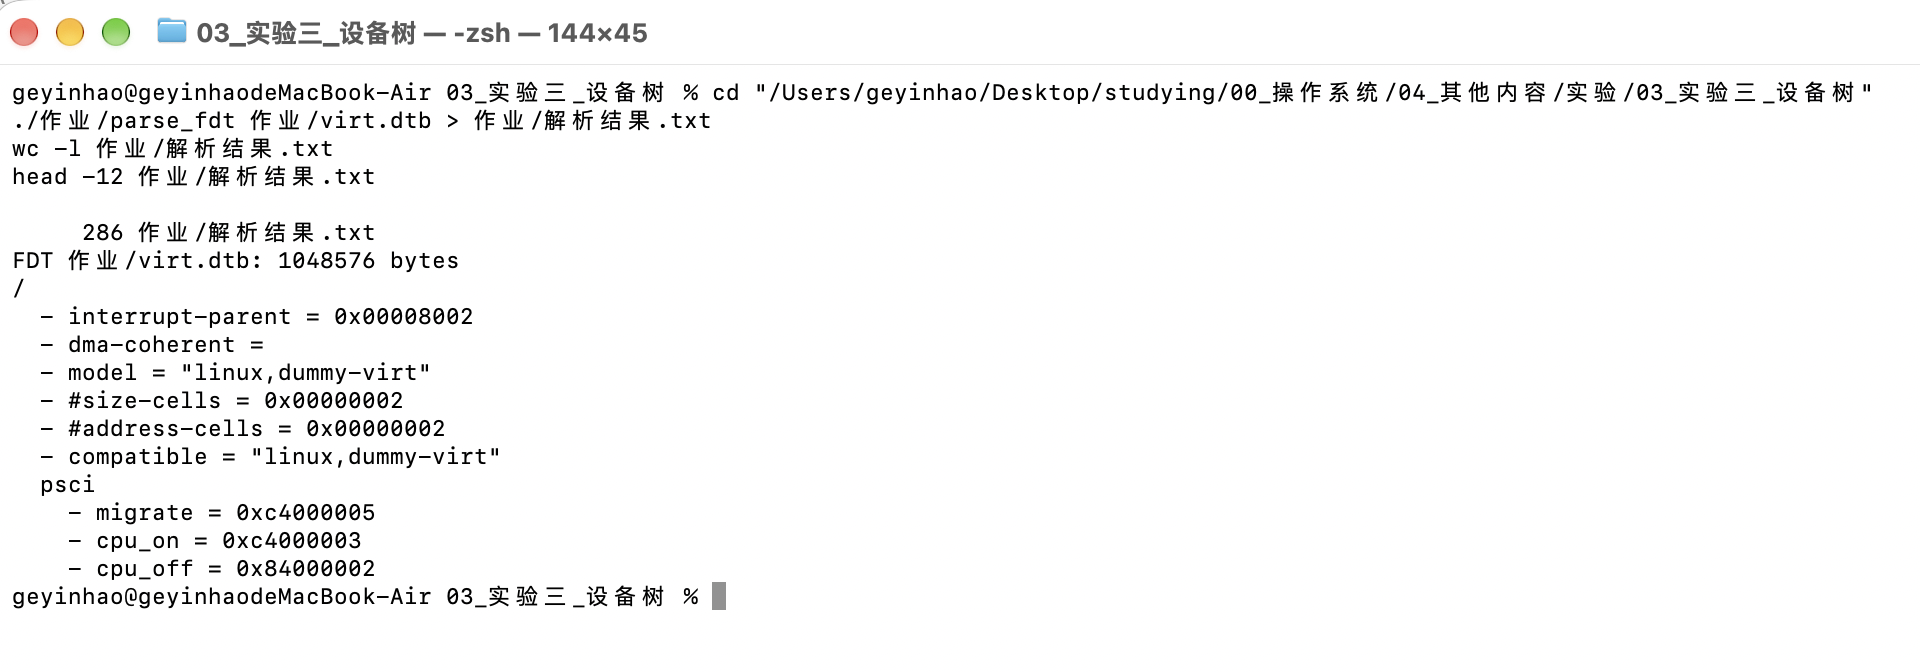 03_实验三_设备树 — -zsh — 144×45
geyinhao@geyinhaodeMacBook-Air 03_实验三_设备树 % cd "/Users/geyinhao/Desktop/studying/00_操作系统/04_其他内容/实验/03_实验三_设备树"
./作业/parse_fdt 作业/virt.dtb > 作业/解析结果.txt
wc -l 作业/解析结果.txt
head -12 作业/解析结果.txt
286 作业/解析结果.txt
FDT 作业/virt.dtb: 1048576 bytes
/
- interrupt-parent = 0x00008002
- dma-coherent =
- model = "linux,dummy-virt"
- #size-cells = 0x00000002
- #address-cells = 0x00000002
- compatible = "linux,dummy-virt"
psci
- migrate = 0xc4000005
- cpu_on = 0xc4000003
- cpu_off = 0x84000002
geyinhao@geyinhaodeMacBook-Air 03_实验三_设备树 %